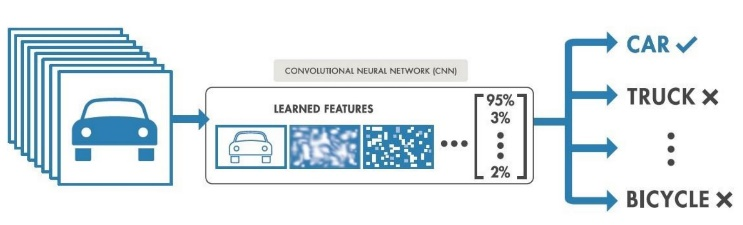 CONVOLUTIONAL NEURAL NETWORK (CNN)
LEARNED FEATURES
95%
3%
2%
CAR ✓
TRUCK ✕
BICYCLE ✕